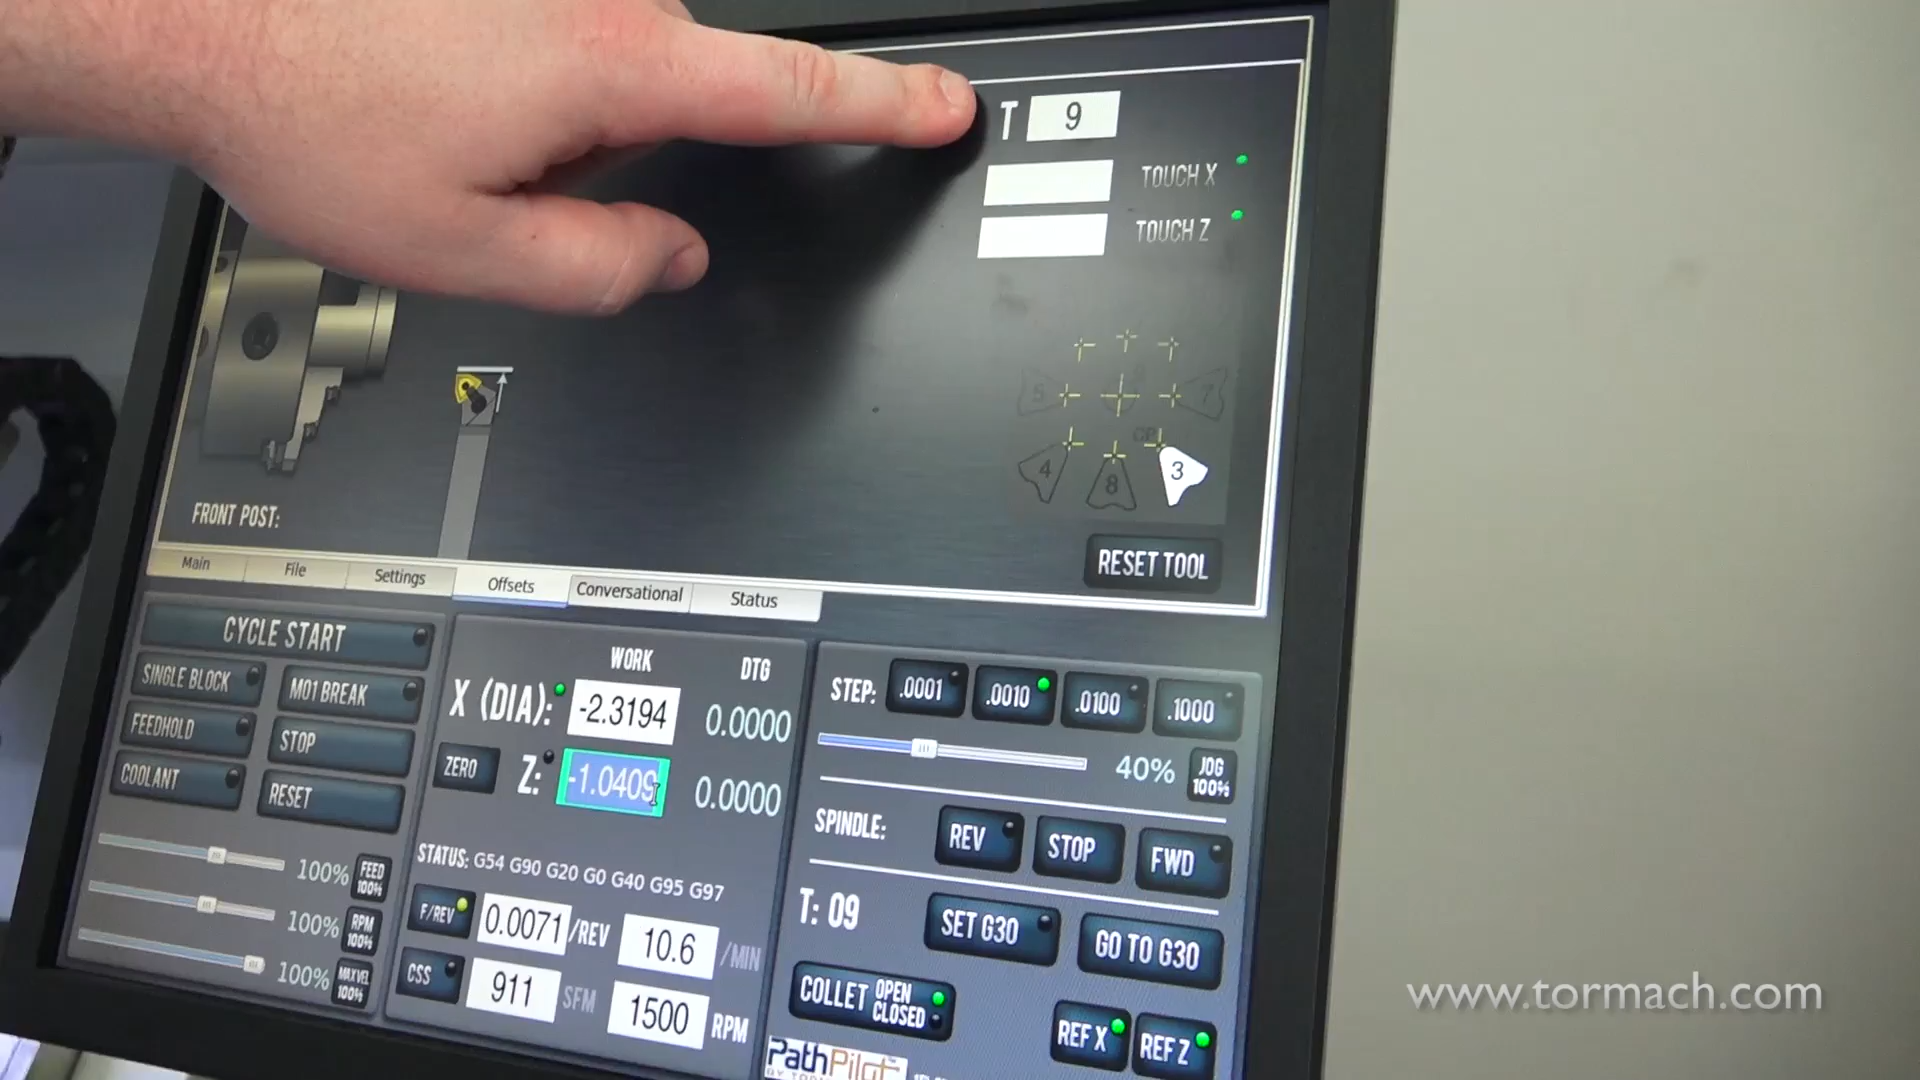 T 9
TOUCH X
TOUCH Z
5 7
4 8 3
FRONT POST:
RESET TOOL
Main File Settings Offsets Conversational Status
CYCLE START
SINGLE BLOCK M01 BREAK
FEEDHOLD STOP
COOLANT RESET
100% FEED 100%
100% RPM 100%
100% MAXVEL 100%
WORK DTG
X (DIA): -2.3194 0.0000
ZERO Z: -1.0409 0.0000
STATUS: G54 G90 G20 G0 G40 G95 G97
F/REV 0.0071 /REV 10.6 /MIN
CSS 911 SFM 1500 RPM
STEP: .0001 .0010 .0100 .1000
40% JOG 100%
SPINDLE: REV STOP FWD
T: 09 SET G30 GO TO G30
COLLET OPEN CLOSED
REF X REF Z
PathPilot
www.tormach.com